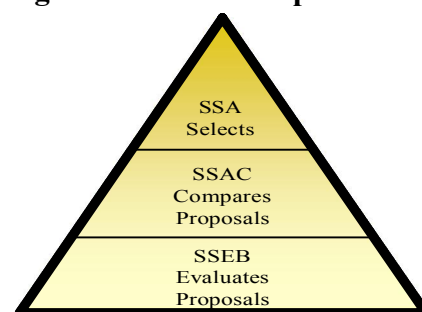 SSA
Selects
SSAC
Compares
Proposals
SSEB
Evaluates
Proposals